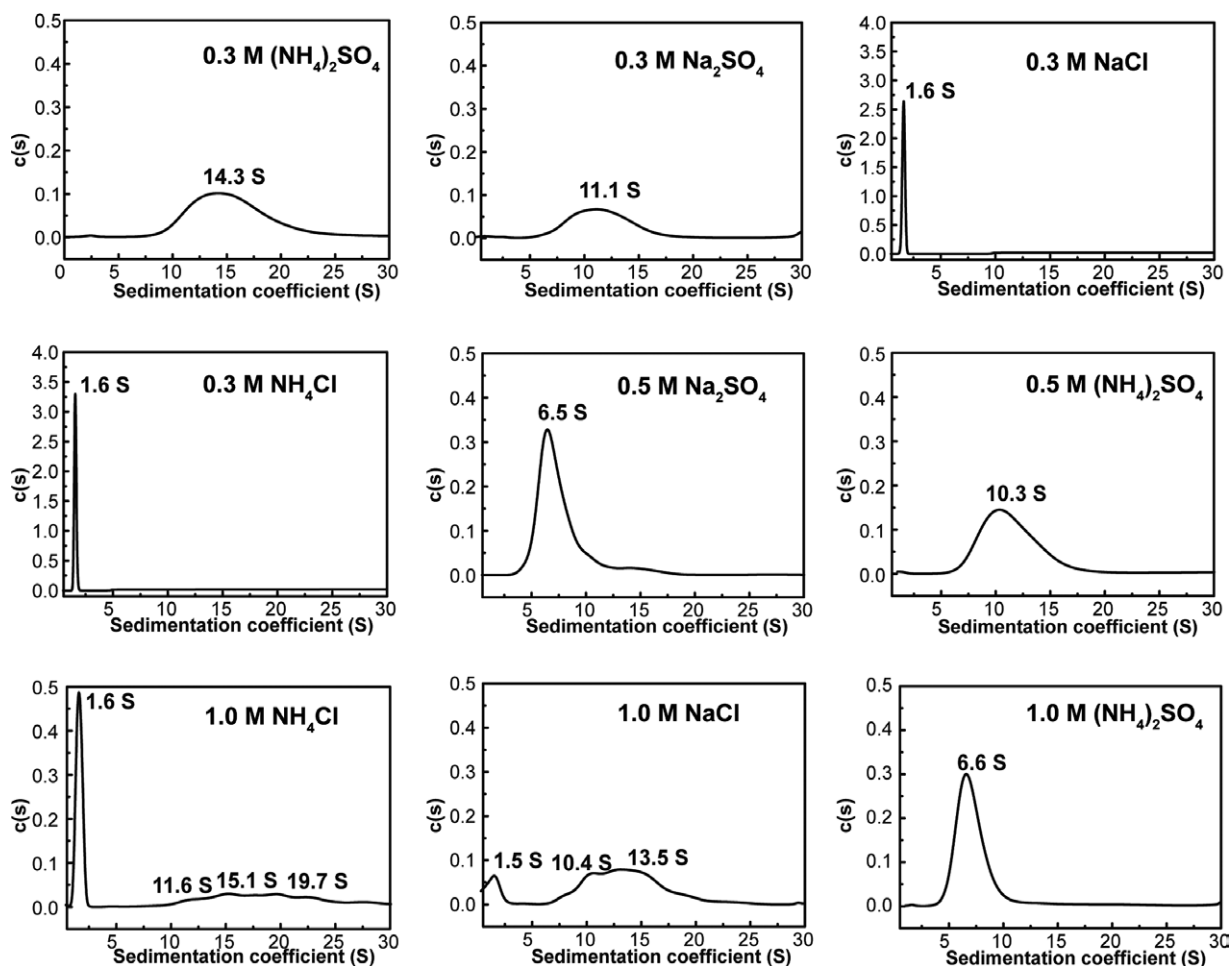 0.5
0.3 M (NH4)2SO4
0.4
0.3
c(s)
0.2
14.3 S
0.1
0.0
0 5 10 15 20 25 30
Sedimentation coefficient (S)
0.5
0.3 M Na2SO4
0.4
0.3
c(s)
0.2
11.1 S
0.1
0.0
5 10 15 20 25 30
Sedimentation coefficient (S)
4.0
0.3 M NaCl
3.5
3.0
1.6 S
2.5
c(s)
2.0
1.5
1.0
0.5
0.0
5 10 15 20 25 30
Sedimentation coefficient (S)
4.0
0.3 M NH4Cl
3.5
1.6 S
3.0
2.5
c(s)
2.0
1.5
1.0
0.5
0.0
0 5 10 15 20 25 30
Sedimentation coefficient (S)
0.5
0.5 M Na2SO4
0.4
6.5 S
0.3
c(s)
0.2
0.1
0.0
5 10 15 20 25 30
Sedimentation coefficient (S)
0.5
0.5 M (NH4)2SO4
0.4
0.3
c(s)
0.2
10.3 S
0.1
0.0
5 10 15 20 25 30
Sedimentation coefficient (S)
0.5
1.6 S
1.0 M NH4Cl
0.4
0.3
c(s)
0.2
0.1
11.6 S 15.1 S 19.7 S
0.0
5 10 15 20 25 30
Sedimentation coefficient (S)
0.5
1.0 M NaCl
0.4
0.3
c(s)
0.2
0.1
1.5 S 10.4 S 13.5 S
0.0
5 10 15 20 25 30
Sedimentation coefficient (S)
0.5
1.0 M (NH4)2SO4
0.4
6.6 S
0.3
c(s)
0.2
0.1
0.0
5 10 15 20 25 30
Sedimentation coefficient (S)